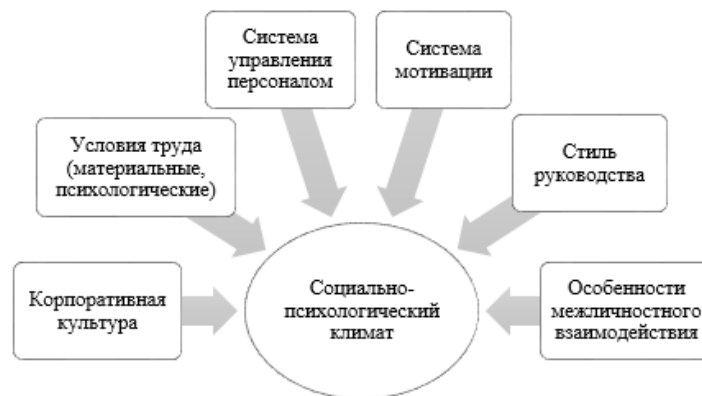 Система
управления
персоналом
Система
мотивации
Условия труда
(материальные,
психологические)
Стиль
руководства
Корпоративная
культура
Социально-
психологический
климат
Особенности
межличностного
взаимодействия